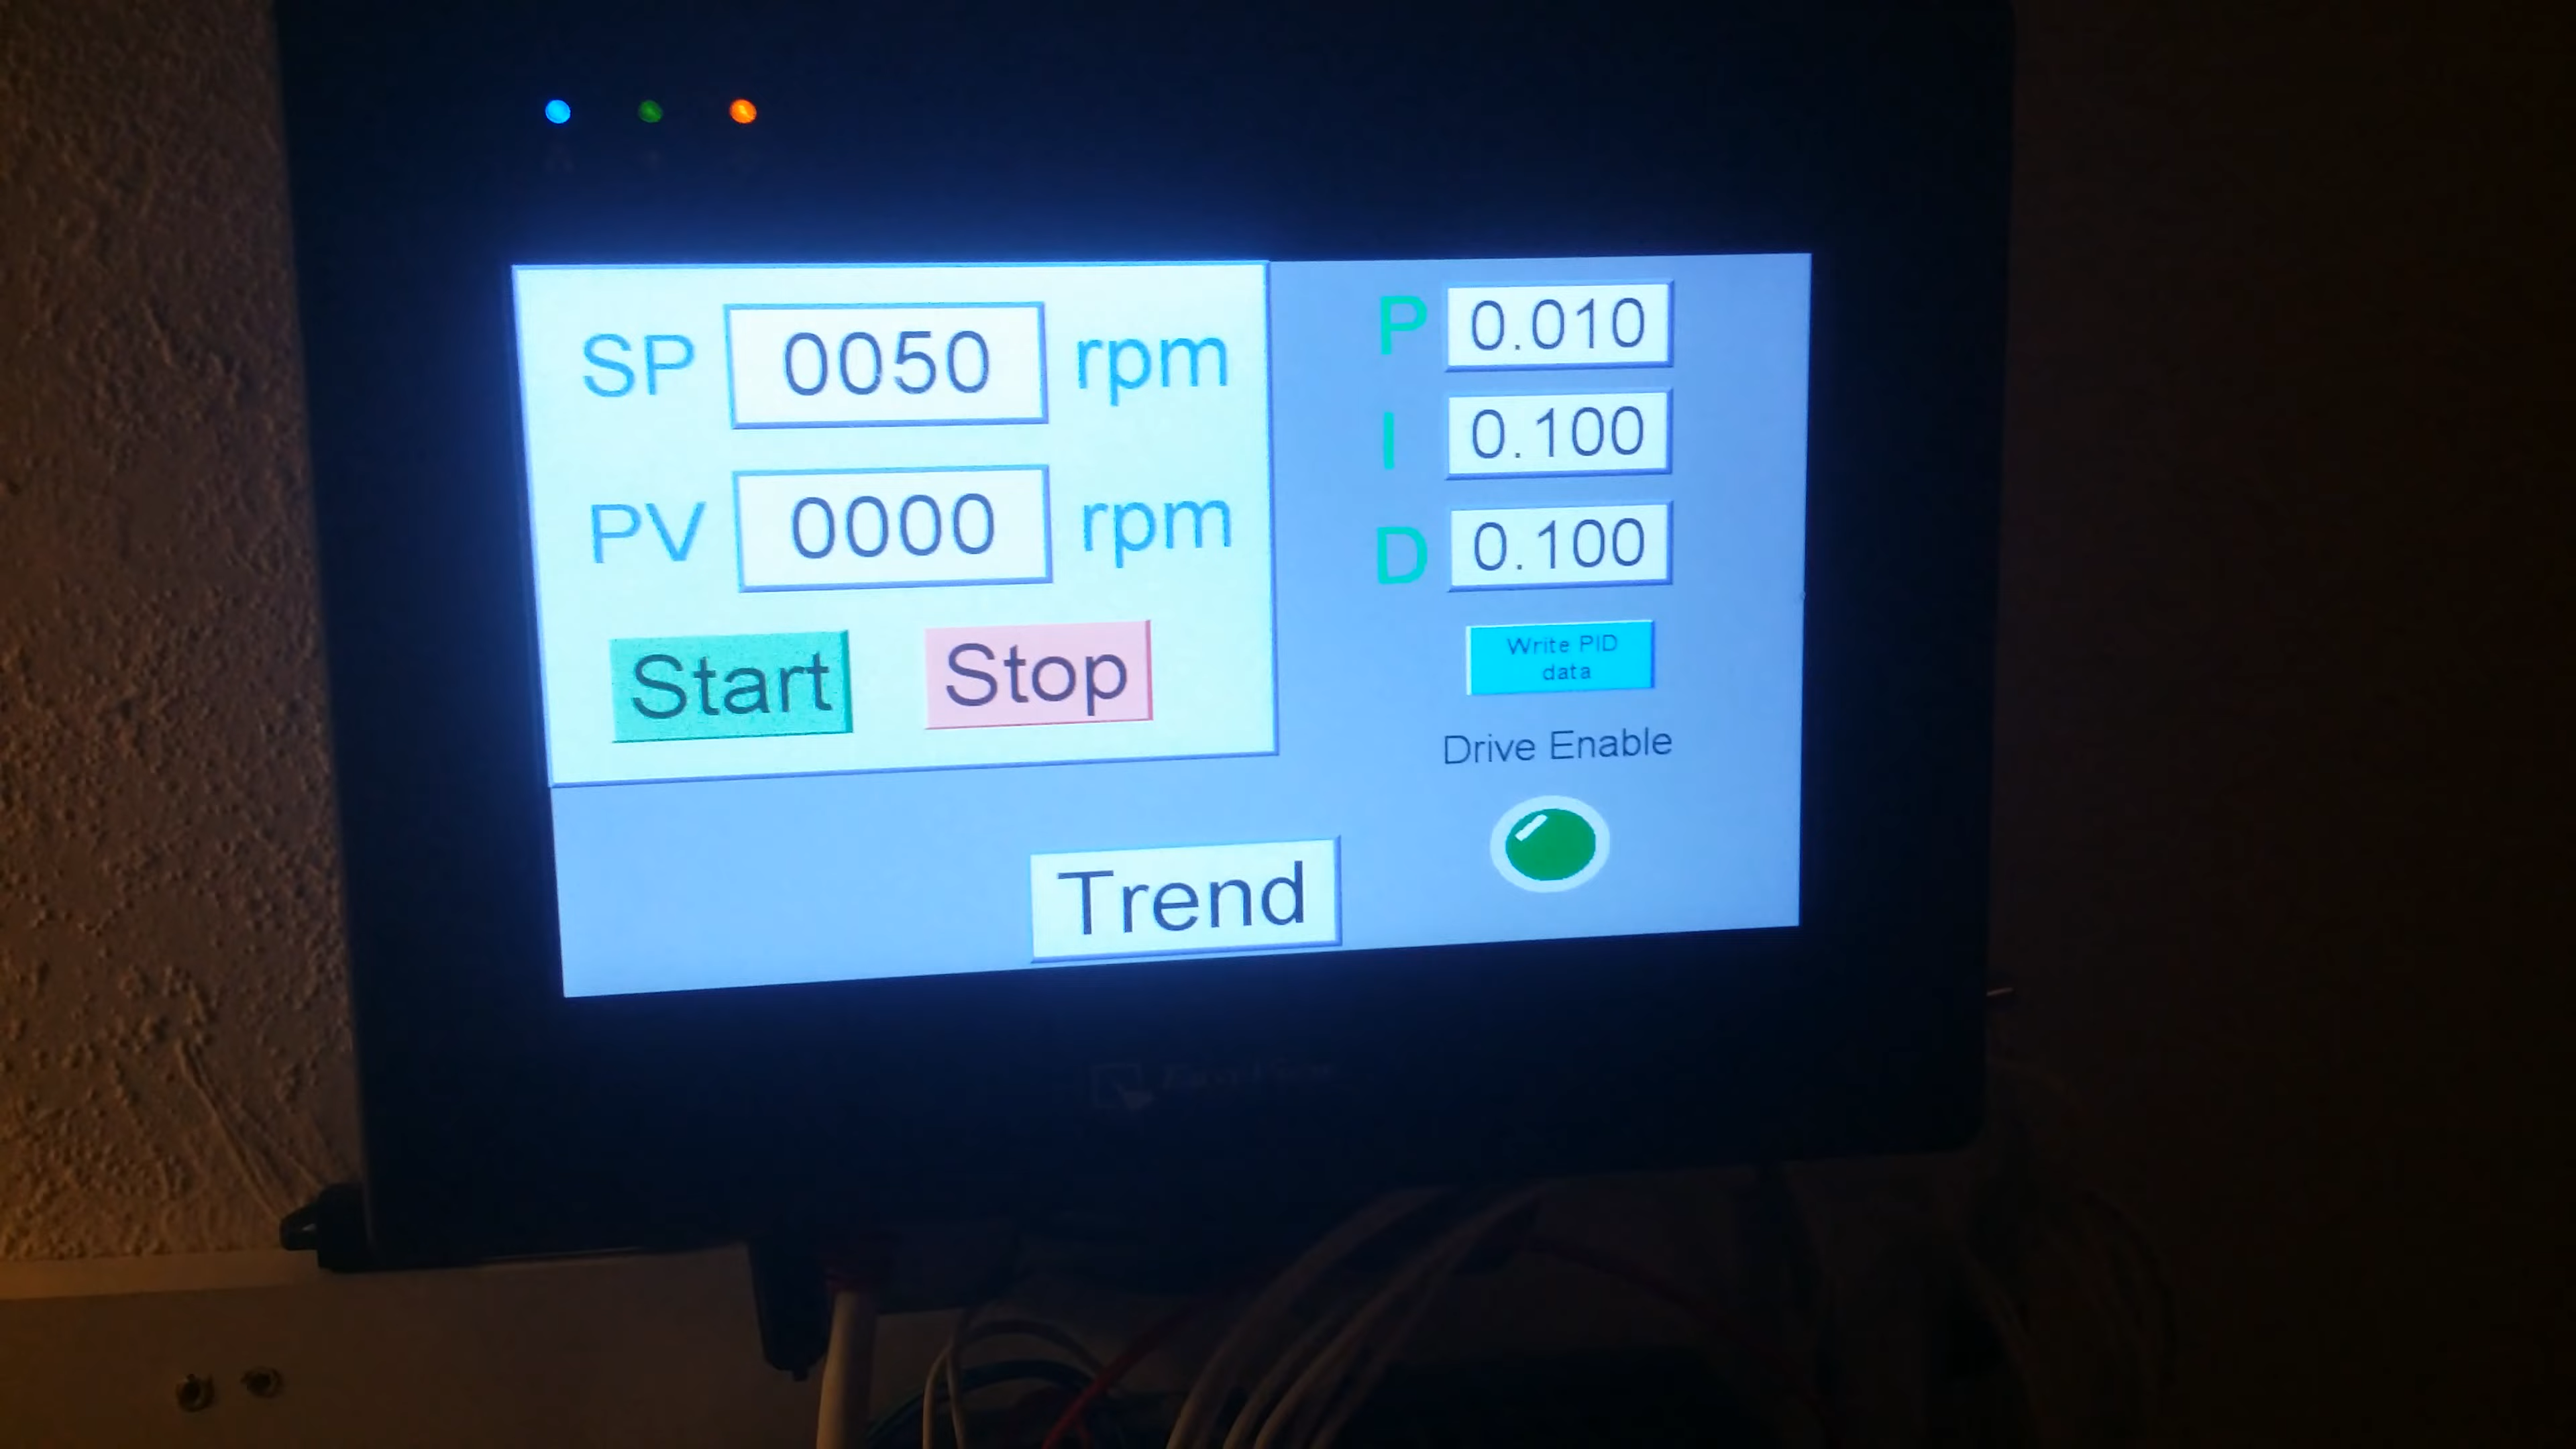 SP 0050 rpm
PV 0000 rpm
Start Stop
Trend
P 0.010
I 0.100
D 0.100
Write PID
data
Drive Enable